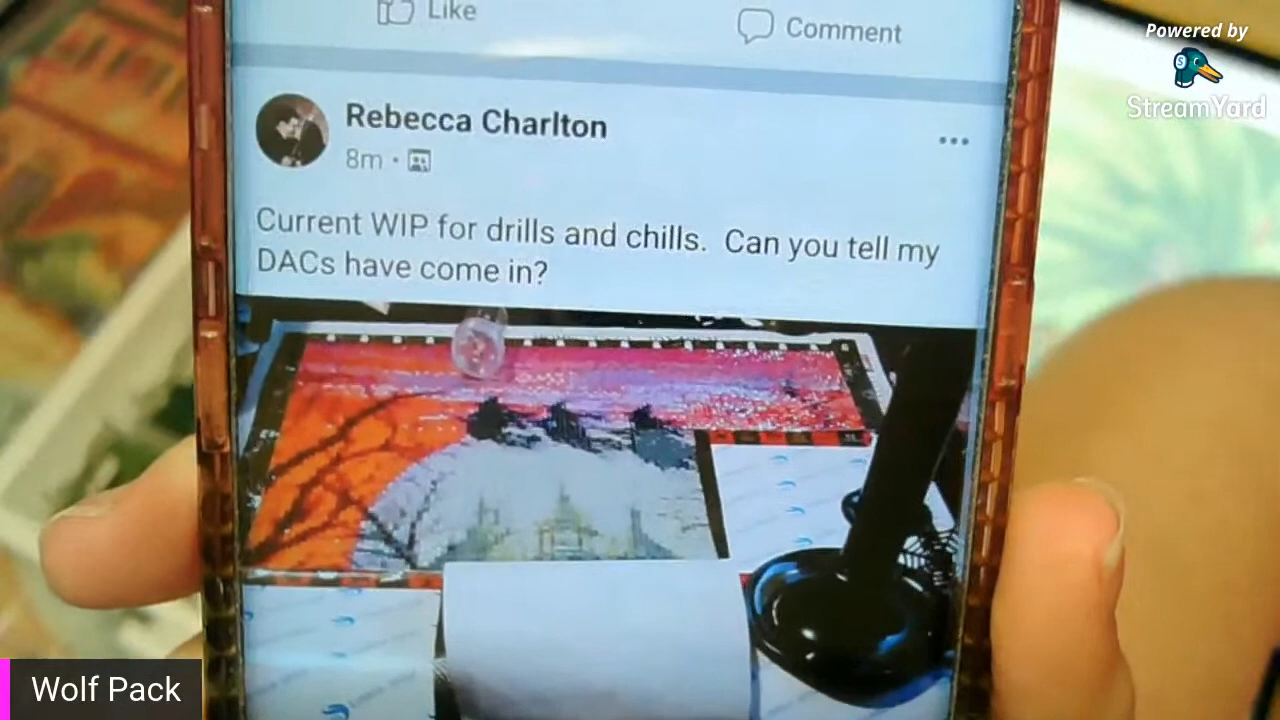 Powered by
StreamYard
Like
Comment
Rebecca Charlton
8m •
Current WIP for drills and chills. Can you tell my
DACs have come in?
Wolf Pack